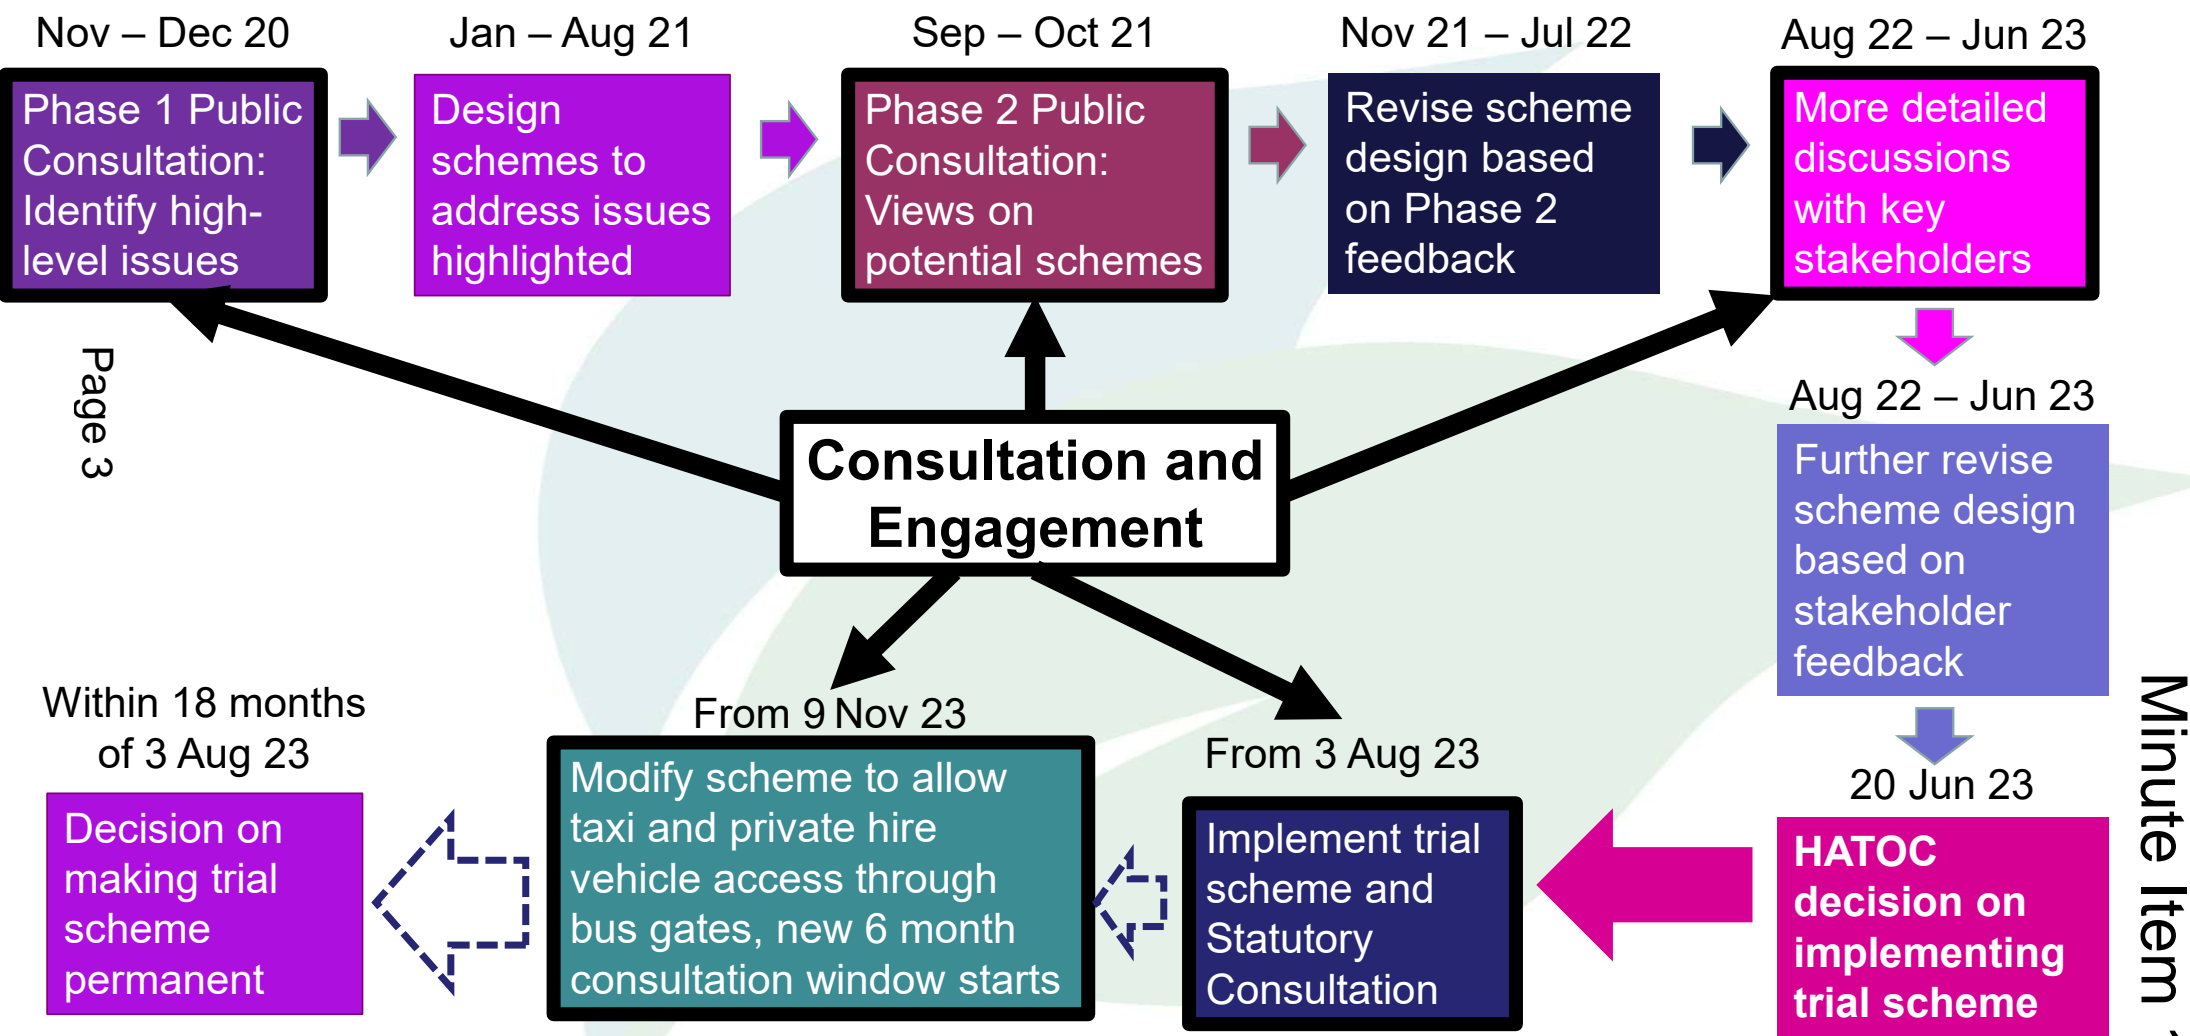 Nov – Dec 20
Phase 1 Public
Consultation:
Identify high-
level issues
Jan – Aug 21
Design
schemes to
address issues
highlighted
Sep – Oct 21
Phase 2 Public
Consultation:
Views on
potential schemes
Nov 21 – Jul 22
Revise scheme
design based
on Phase 2
feedback
Aug 22 – Jun 23
More detailed
discussions
with key
stakeholders
Page 3
Consultation and
Engagement
Aug 22 – Jun 23
Further revise
scheme design
based on
stakeholder
feedback
20 Jun 23
HATOC
decision on
implementing
trial scheme
From 3 Aug 23
Implement trial
scheme and
Statutory
Consultation
From 9 Nov 23
Modify scheme to allow
taxi and private hire
vehicle access through
bus gates, new 6 month
consultation window starts
Within 18 months
of 3 Aug 23
Decision on
making trial
scheme
permanent
Minute Item